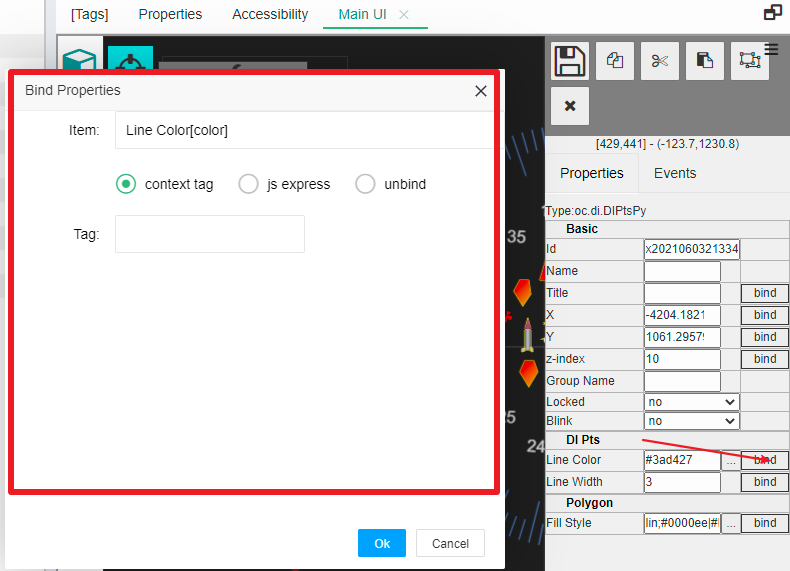 [Tags] Properties Accessibility Main UI
Bind Properties
Item: Line Color[color]
context tag js express unbind
Tag:
Ok Cancel
35
24
[429,441] - (-123.7,1230.8)
Properties Events
Type:oc.di.DIPtsPy
Basic
Id x2021060321334
Name
Title bind
X -4204.1821 bind
Y 1061.2957 bind
z-index 10 bind
Group Name
Locked no
Blink no
DI Pts
Line Color #3ad427 ... bind
Line Width 3 bind
Polygon
Fill Style lin;#0000ee|# ... bind